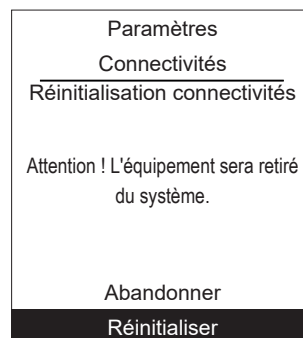 Paramètres
Connectivités
Réinitialisation connectivités
Attention ! L'équipement sera retiré
du système.
Abandonner
Réinitialiser